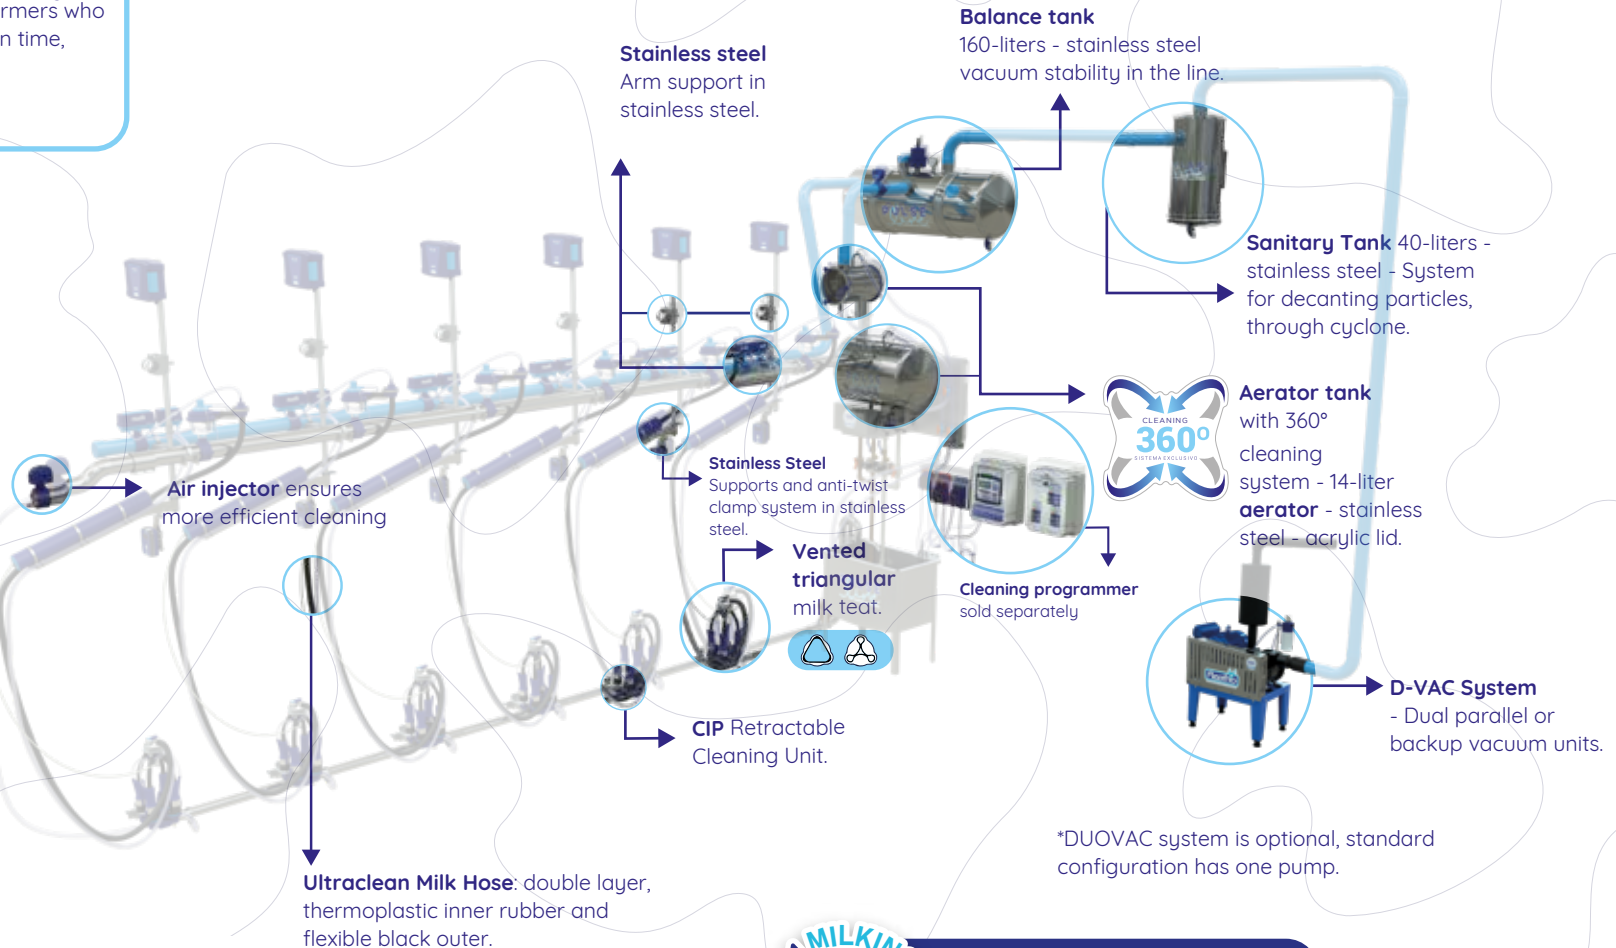 rmers who
n time,
Stainless steel
Arm support in
stainless steel.
Balance tank
160-liters - stainless steel
vacuum stability in the line.
Sanitary Tank 40-liters -
stainless steel - System
for decanting particles,
through cyclone.
CLEANING
360º
SISTEMA EXCLUSIVO
Aerator tank
with 360°
cleaning
system - 14-liter
aerator - stainless
steel - acrylic lid.
Air injector ensures
more efficient cleaning
Stainless Steel
Supports and anti-twist
clamp system in stainless
steel.
Vented
triangular
milk teat.
Cleaning programmer
sold separately
CIP Retractable
Cleaning Unit.
D-VAC System
- Dual parallel or
backup vacuum units.
*DUOVAC system is optional, standard
configuration has one pump.
Ultraclean Milk Hose: double layer,
thermoplastic inner rubber and
flexible black outer.
MILKIN